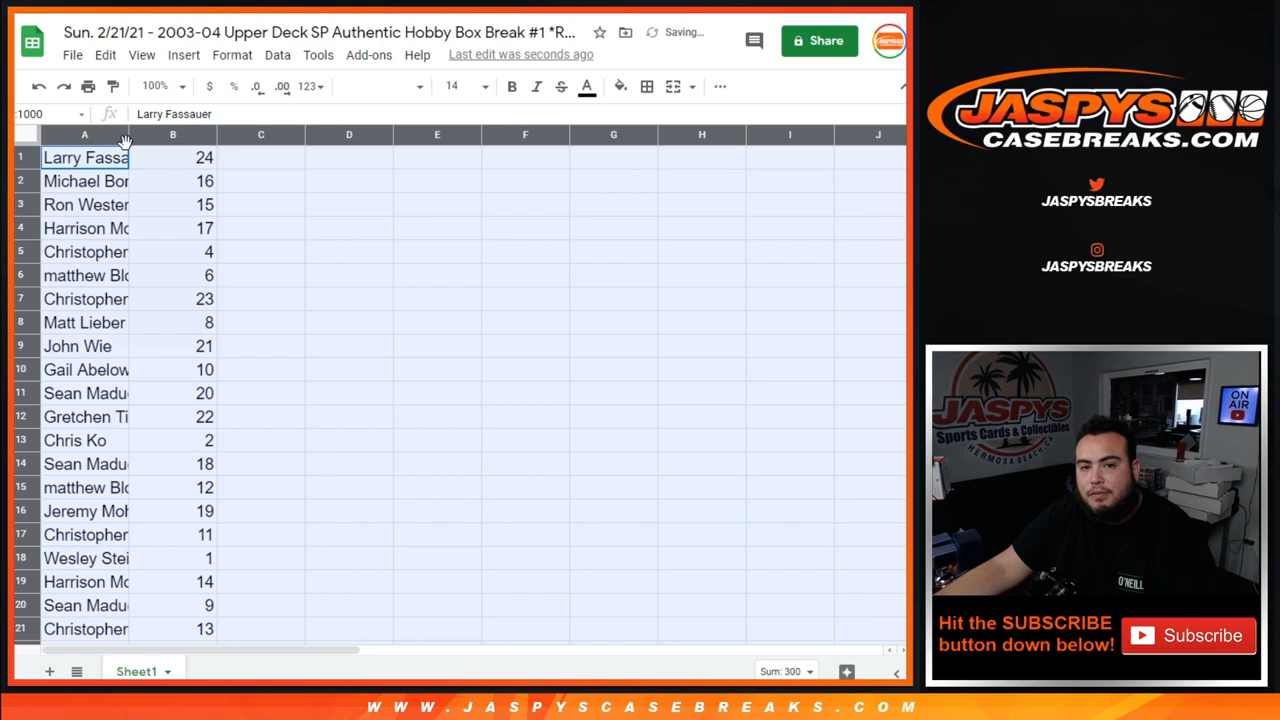 Sun. 2/21/21 - 2003-04 Upper Deck SP Authentic Hobby Box Break #1 *R...
Saving...
Share
File Edit View Insert Format Data Tools Add-ons Help Last edit was seconds ago
100% $ % .0 .00 123 14 B I S A
:1000 fx Larry Fassauer
A B C D E F G H I J
1 Larry Fassa 24
2 Michael Bor 16
3 Ron Wester 15
4 Harrison Mc 17
5 Christopher 4
6 matthew Blo 6
7 Christopher 23
8 Matt Lieber 8
9 John Wie 21
10 Gail Abelow 10
11 Sean Madu 20
12 Gretchen Ti 22
13 Chris Ko 2
14 Sean Madu 18
15 matthew Blo 12
16 Jeremy Moh 19
17 Christopher 11
18 Wesley Stei 1
19 Harrison Mc 14
20 Sean Madu 9
21 Christopher 13
Sheet1
Sum: 300
JASPYS
CASEBREAKS.COM
JASPYSBREAKS
JASPYSBREAKS
JASPYS
Sports Cards & Collectibles
HERMOSA BEACH, CA
ON AIR
O'NEILL
Hit the SUBSCRIBE
button down below!
Subscribe
WWW.JASPYSCASEBREAKS.COM